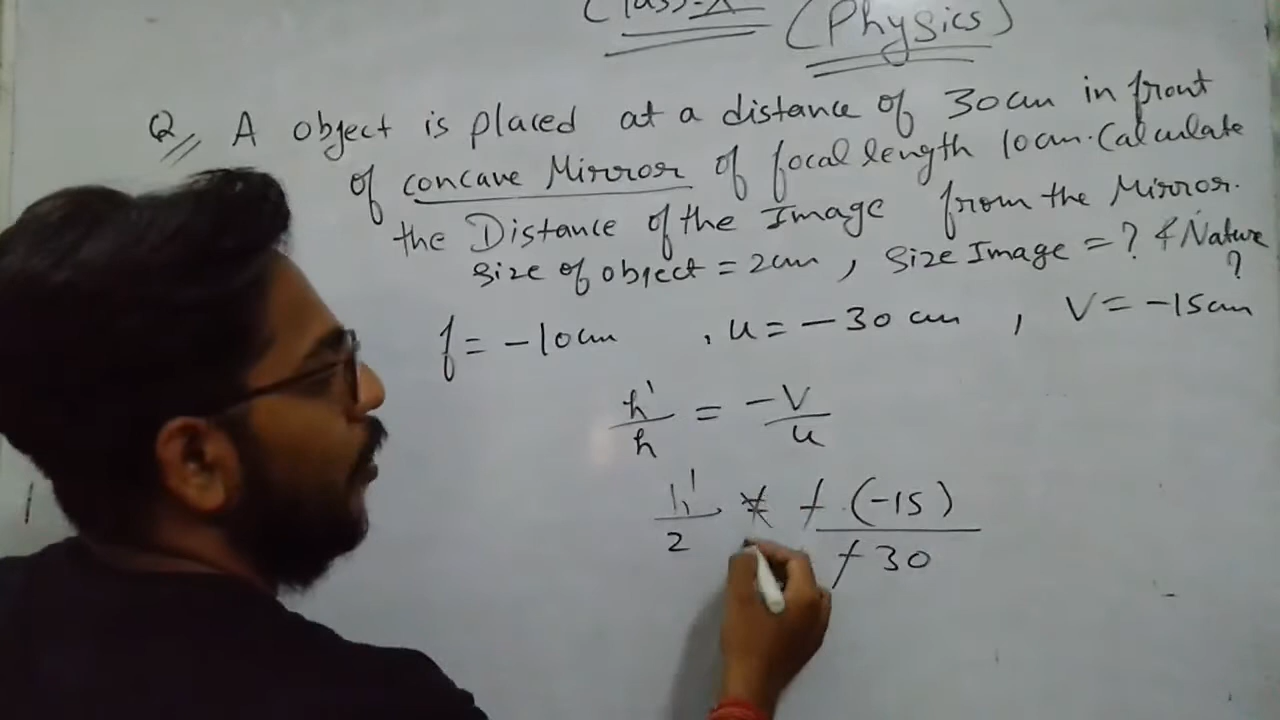 Class-X (Physics)
Q A object is placed at a distance of 30cm in front
of concave Mirror of focal length 10cm. Calculate
the Distance of the Image from the Mirror.
Size of object = 2cm, Size Image = ? & Nature
?
f = -10cm , u = -30 cm , V = -15cm
h'/h = -V/u
h'/2 = -(-15)/-30